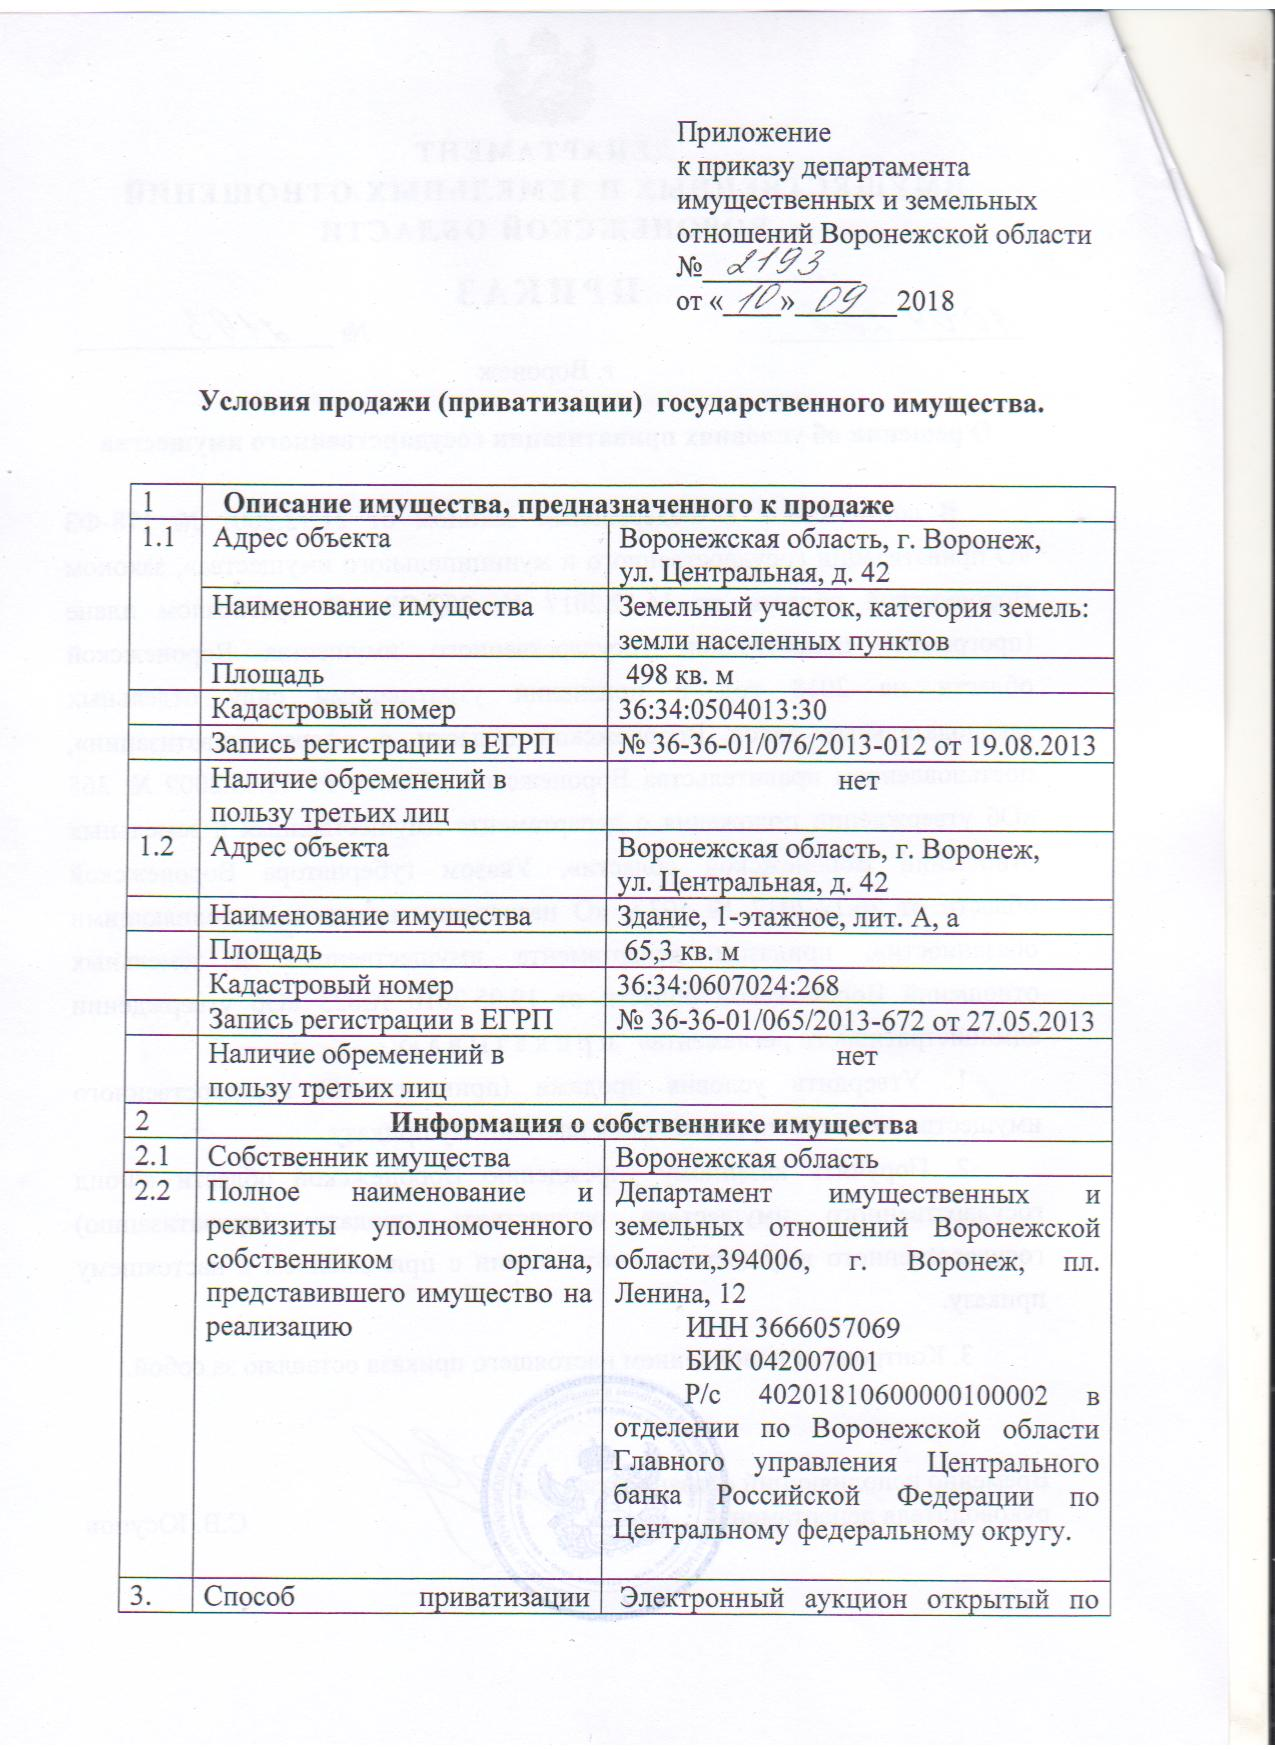 Приложение
к приказу департамента
имущественных и земельных
отношений Воронежской области
№ 2193
от «10» 09 2018
Условия продажи (приватизации) государственного имущества.
1 Описание имущества, предназначенного к продаже
1.1 Адрес объекта Воронежская область, г. Воронеж,
ул. Центральная, д. 42
Наименование имущества Земельный участок, категория земель:
земли населенных пунктов
Площадь 498 кв. м
Кадастровый номер 36:34:0504013:30
Запись регистрации в ЕГРП № 36-36-01/076/2013-012 от 19.08.2013
Наличие обременений в нет
пользу третьих лиц
1.2 Адрес объекта Воронежская область, г. Воронеж,
ул. Центральная, д. 42
Наименование имущества Здание, 1-этажное, лит. А, а
Площадь 65,3 кв. м
Кадастровый номер 36:34:0607024:268
Запись регистрации в ЕГРП № 36-36-01/065/2013-672 от 27.05.2013
Наличие обременений в нет
пользу третьих лиц
2 Информация о собственнике имущества
2.1 Собственник имущества Воронежская область
2.2 Полное наименование и Департамент имущественных и
реквизиты уполномоченного земельных отношений Воронежской
собственником органа, области,394006, г. Воронеж, пл.
представившего имущество на Ленина, 12
реализацию ИНН 3666057069
БИК 042007001
Р/с 40201810600000100002 в
отделении по Воронежской области
Главного управления Центрального
банка Российской Федерации по
Центральному федеральному округу.
3. Способ приватизации Электронный аукцион открытый по